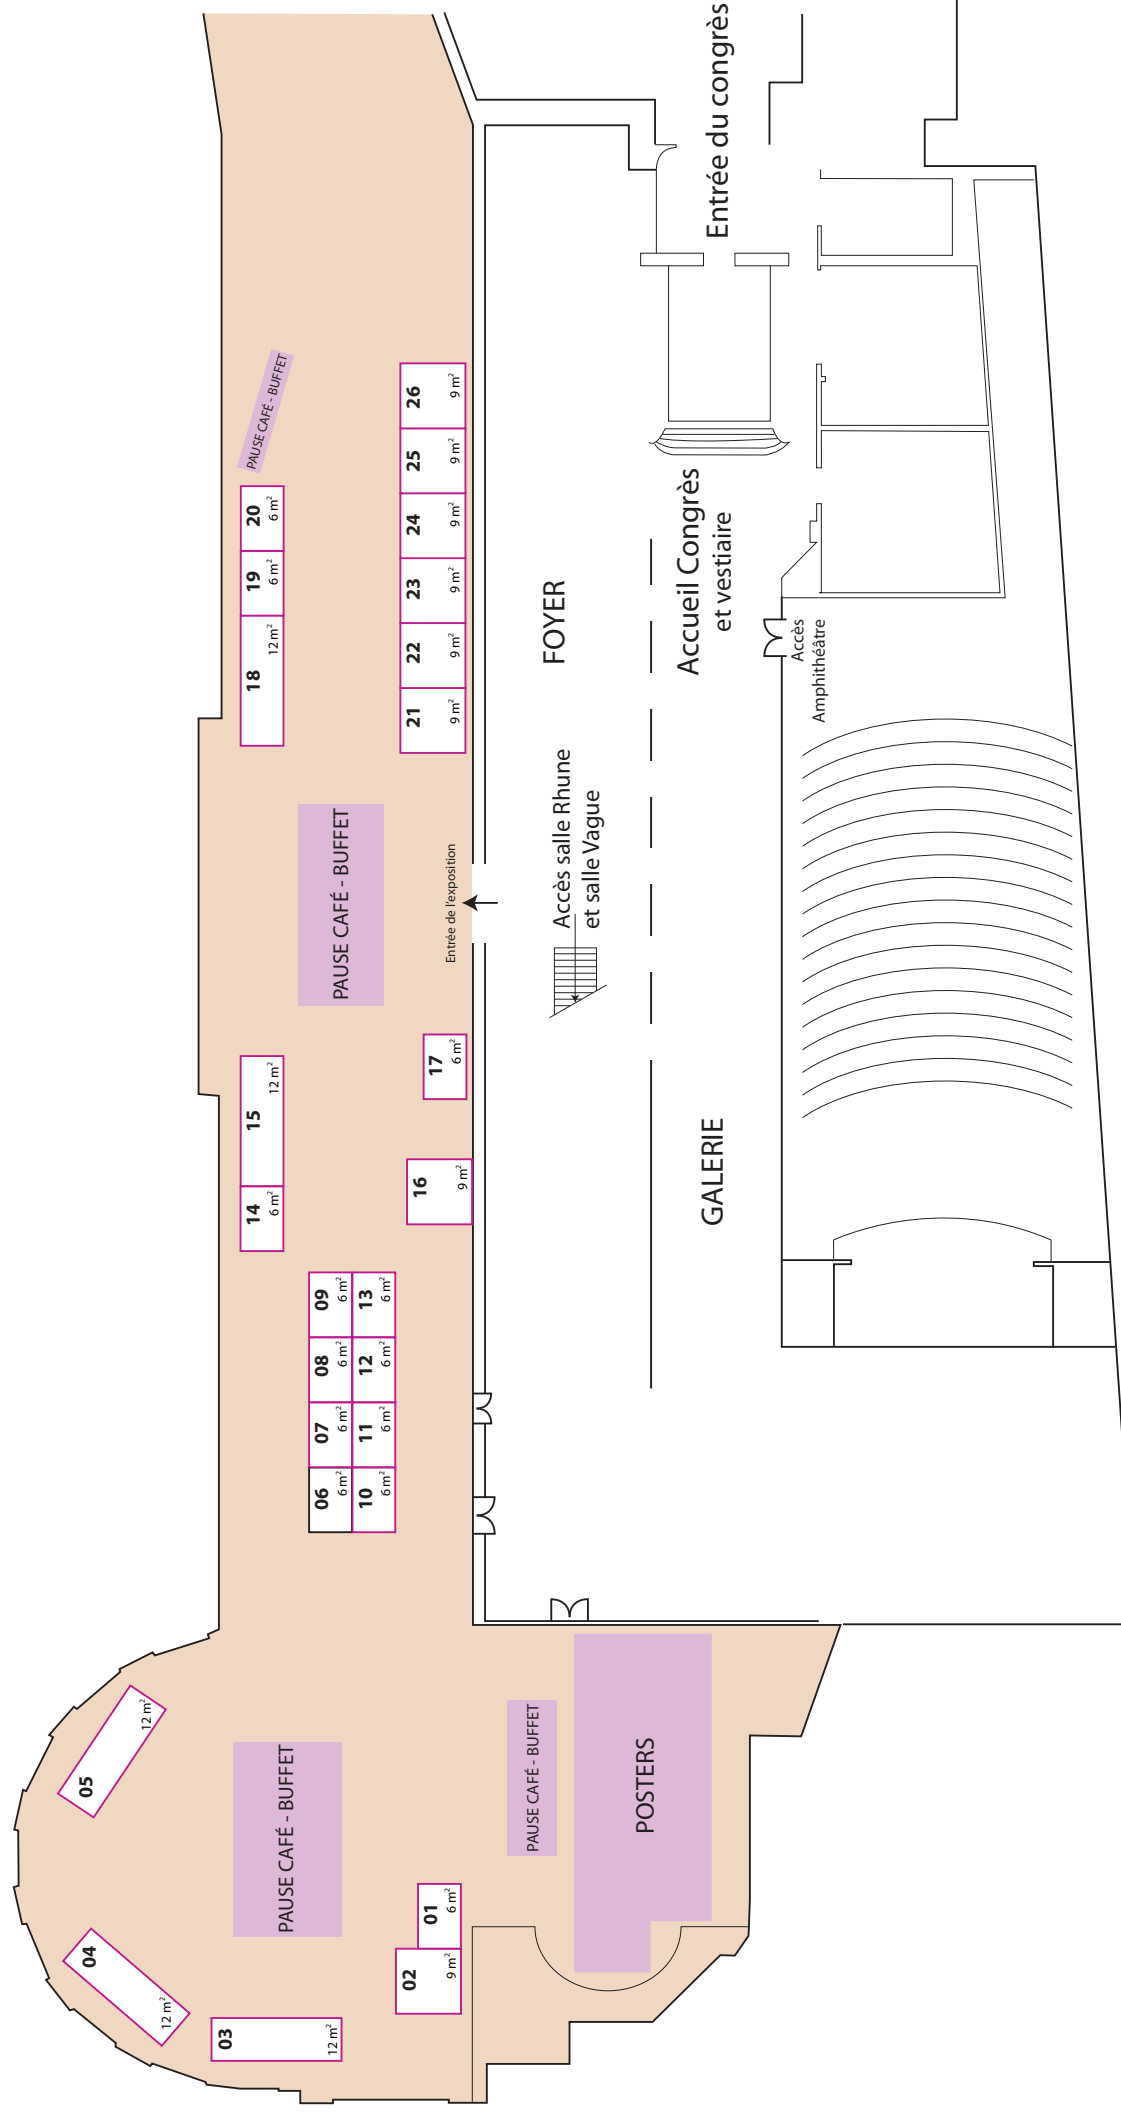 05
12 m²
04
12 m²
03
12 m²
PAUSE CAFÉ - BUFFET
02
9 m²
01
6 m²
PAUSE CAFÉ - BUFFET
POSTERS
06
6 m²
07
6 m²
08
6 m²
09
6 m²
10
6 m²
11
6 m²
12
6 m²
13
6 m²
14
6 m²
15
12 m²
16
9 m²
17
6 m²
PAUSE CAFÉ - BUFFET
Entrée de l'exposition
18
12 m²
19
6 m²
20
6 m²
PAUSE CAFÉ - BUFFET
21
9 m²
22
9 m²
23
9 m²
24
9 m²
25
9 m²
26
9 m²
Accès salle Rhune
et salle Vague
FOYER
GALERIE
Accueil Congrès
et vestiaire
Entrée du congrès
Accès
Amphithéâtre